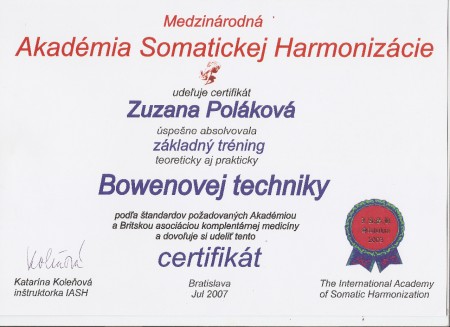 Medzinárodná
Akadémia Somatickej Harmonizácie
udeľuje certifikát
Zuzana Poláková
úspešne absolvovala
základný tréning
teoreticky aj prakticky
Bowenovej techniky
podľa štandardov požadovaných Akadémiou
a Britskou asociáciou komplentárnej medicíny
a dovoľuje si udeliť tento
certifikát
Katarína Koleňová
inštruktorka IASH
Bratislava
Jul 2007
The International Academy
of Somatic Harmonization